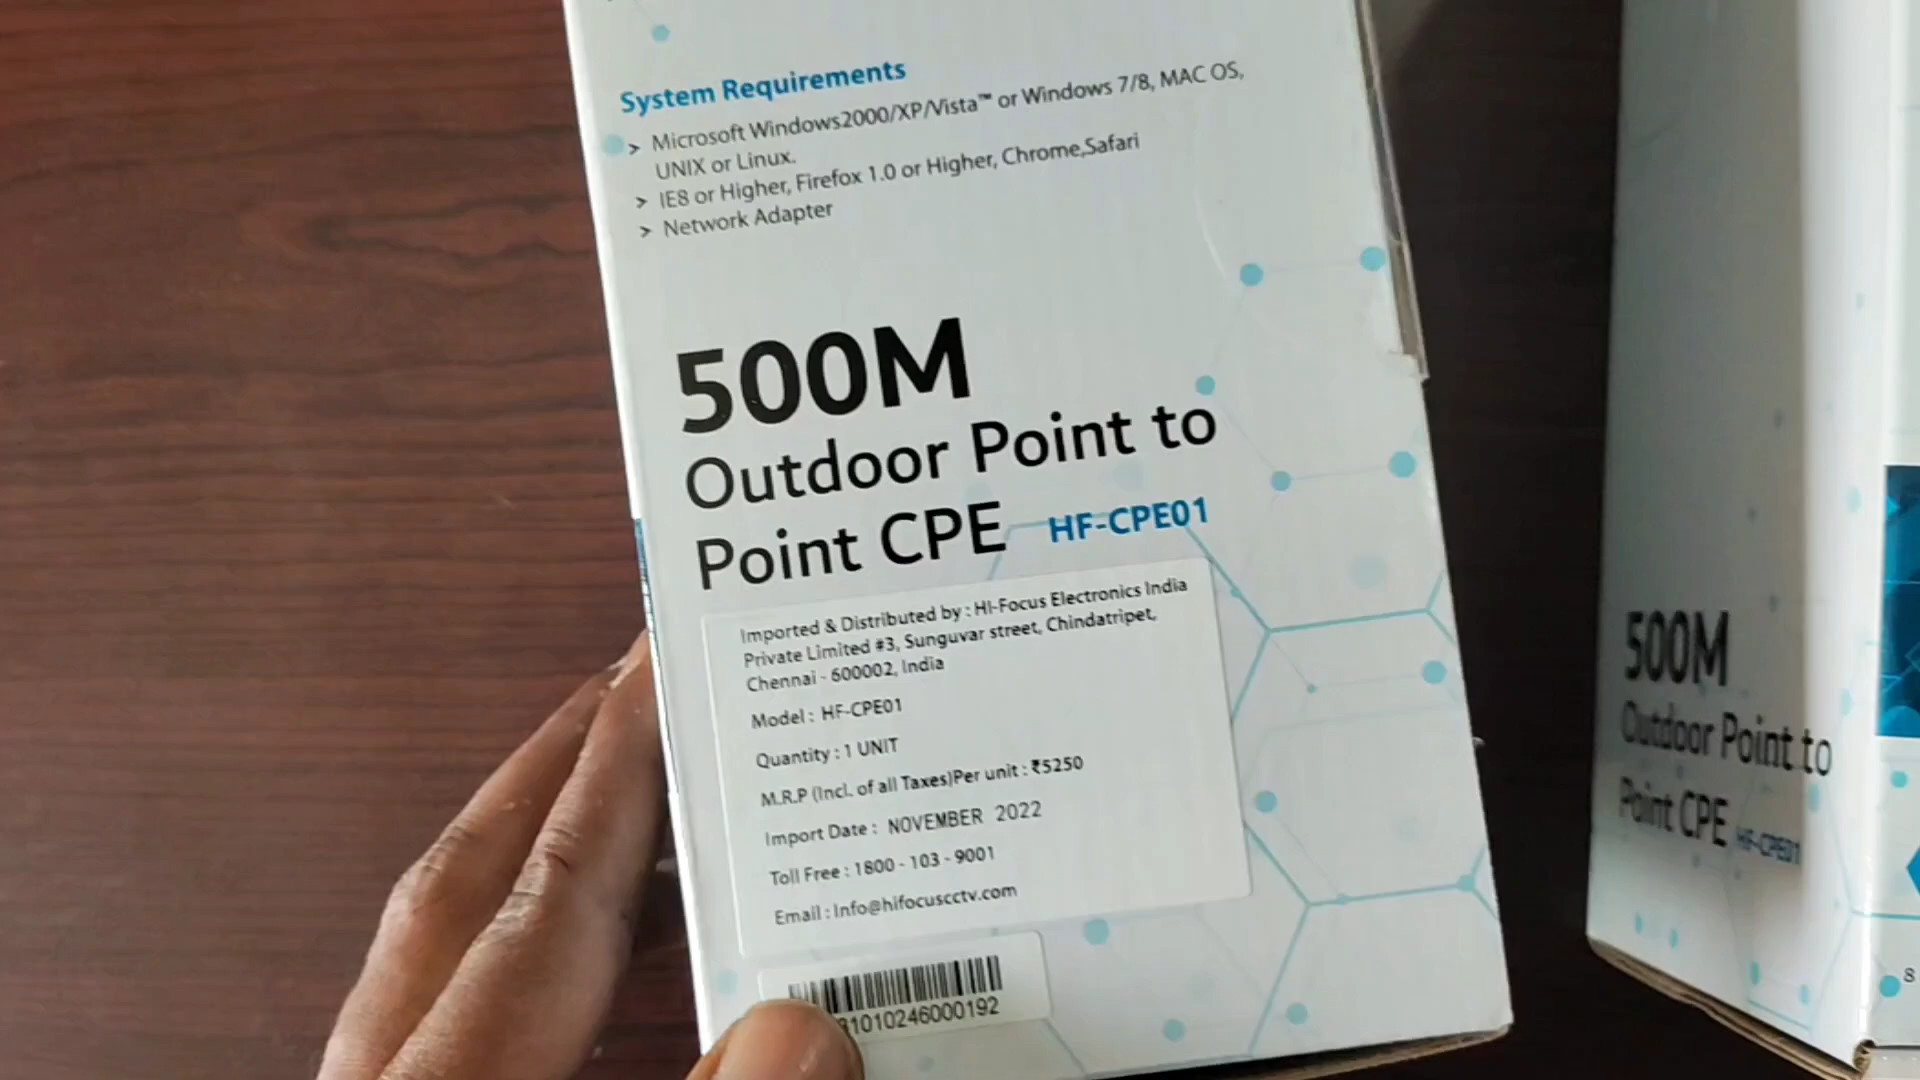 System Requirements
> Microsoft Windows2000/XP/Vista™ or Windows 7/8, MAC OS,
UNIX or Linux.
> IE8 or Higher, Firefox 1.0 or Higher, Chrome,Safari
> Network Adapter
500M
Outdoor Point to
Point CPE HF-CPE01
Imported & Distributed by : HI-Focus Electronics India
Private Limited #3, Sunguvar street, Chindatripet,
Chennai - 600002, India
Model : HF-CPE01
Quantity : 1 UNIT
M.R.P (Incl. of all Taxes)Per unit : ₹5250
Import Date : NOVEMBER 2022
Toll Free : 1800 - 103 - 9001
Email : Info@hifocuscctv.com
1010246000192
500M
Outdoor Point to
Point CPE HF-CPE01
8